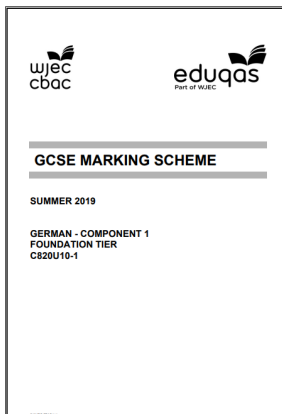 wjec
cbac
eduqas
Part of WJEC
GCSE MARKING SCHEME
SUMMER 2019
GERMAN - COMPONENT 1
FOUNDATION TIER
C820U10-1